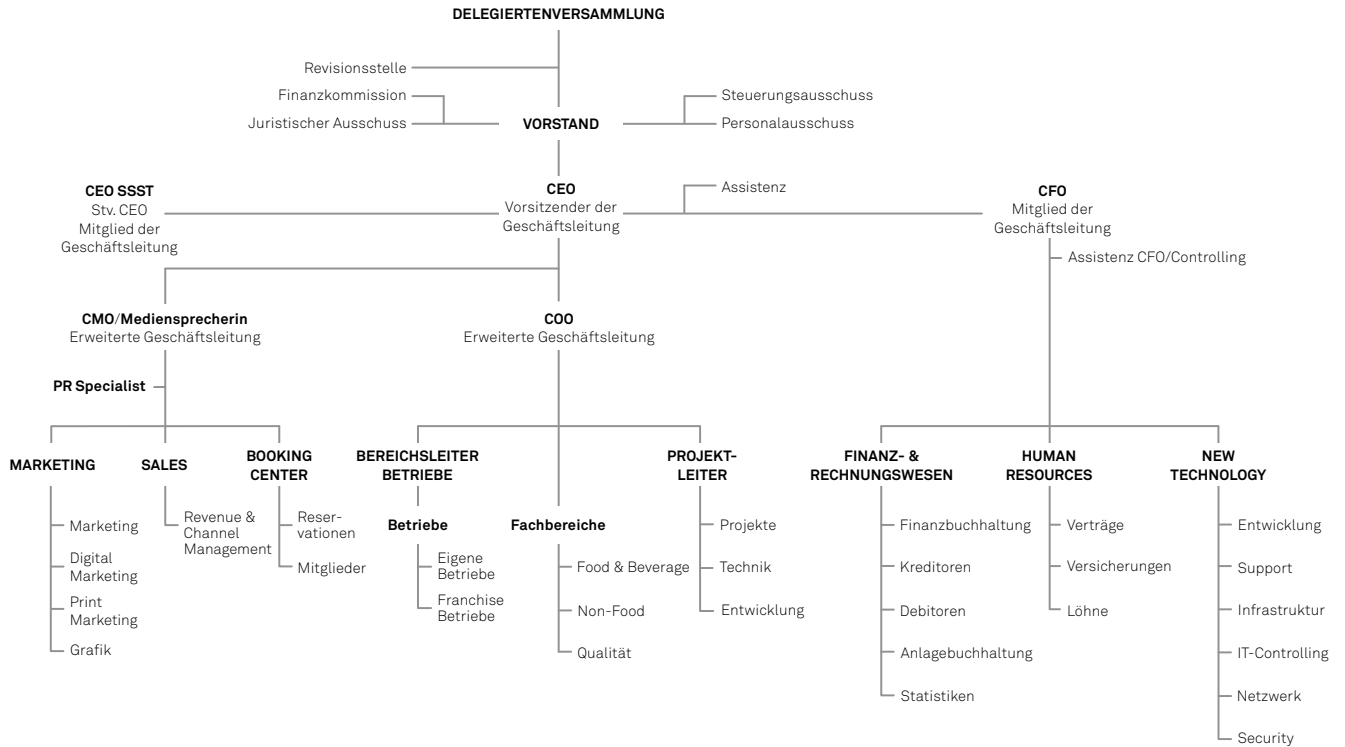 DELEGIERTENVERSAMMLUNG
Revisionsstelle
Finanzkommission
Steuerungsausschuss
Juristischer Ausschuss
VORSTAND
Personalausschuss
CEO SSST
Stv. CEO
Mitglied der
Geschäftsleitung
CEO
Vorsitzender der
Geschäftsleitung
Assistenz
CFO
Mitglied der
Geschäftsleitung
Assistenz CFO/Controlling
CMO/Mediensprecherin
Erweiterte Geschäftsleitung
COO
Erweiterte Geschäftsleitung
PR Specialist
MARKETING
Marketing
Digital
Marketing
Print
Marketing
Grafik
SALES
Revenue &
Channel
Management
BOOKING
CENTER
Reser-
vationen
Mitglieder
BEREICHSLEITER
BETRIEBE
Betriebe
Eigene
Betriebe
Franchise
Betriebe
Fachbereiche
Food & Beverage
Non-Food
Qualität
PROJEKT-
LEITER
Projekte
Technik
Entwicklung
FINANZ- &
RECHNUNGSWESEN
Finanzbuchhaltung
Kreditoren
Debitoren
Anlagebuchhaltung
Statistiken
HUMAN
RESOURCES
Verträge
Versicherungen
Löhne
NEW
TECHNOLOGY
Entwicklung
Support
Infrastruktur
IT-Controlling
Netzwerk
Security